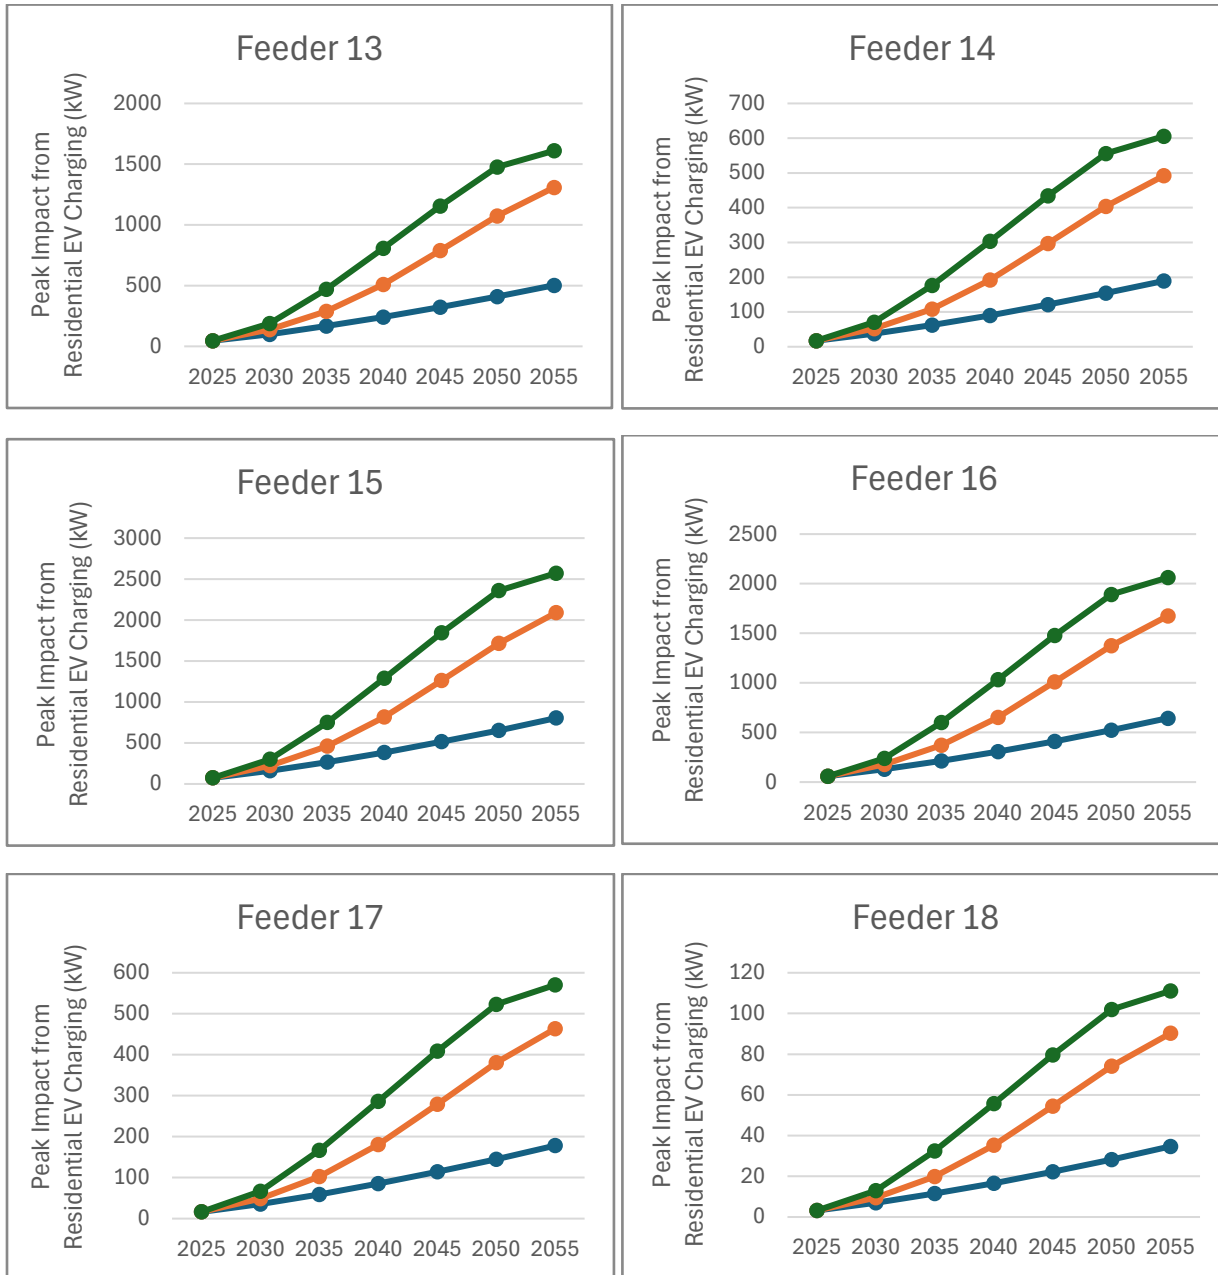 Feeder 13
Peak Impact from
Residential EV Charging (kW)
2000
1500
1000
500
0
2025 2030 2035 2040 2045 2050 2055
Feeder 14
Peak Impact from
Residential EV Charging (kW)
700
600
500
400
300
200
100
0
2025 2030 2035 2040 2045 2050 2055
Feeder 15
Peak Impact from
Residential EV Charging (kW)
3000
2500
2000
1500
1000
500
0
2025 2030 2035 2040 2045 2050 2055
Feeder 16
Peak Impact from
Residential EV Charging (kW)
2500
2000
1500
1000
500
0
2025 2030 2035 2040 2045 2050 2055
Feeder 17
Peak Impact from
Residential EV Charging (kW)
600
500
400
300
200
100
0
2025 2030 2035 2040 2045 2050 2055
Feeder 18
Peak Impact from
Residential EV Charging (kW)
120
100
80
60
40
20
0
2025 2030 2035 2040 2045 2050 2055